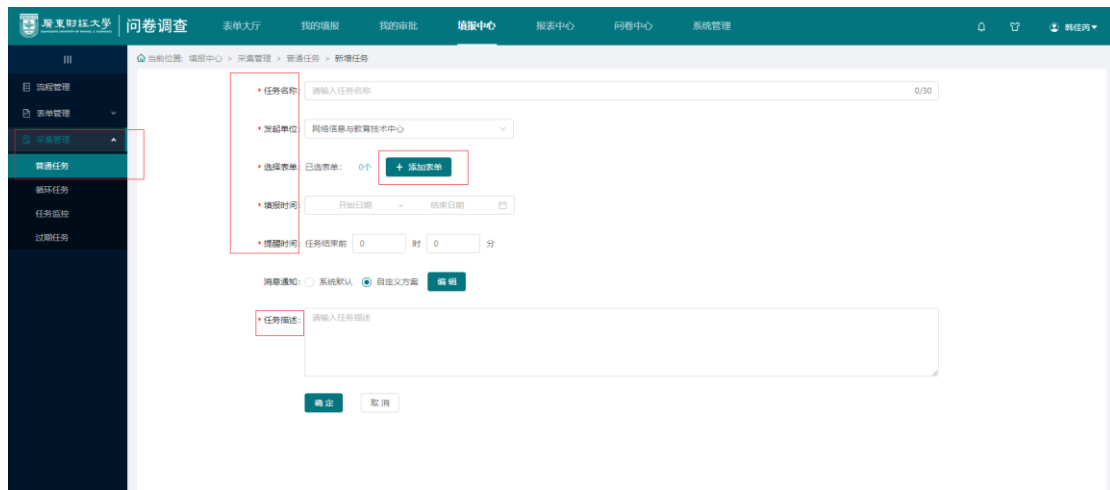 廣東财經大學 问卷调查 表单大厅 我的填报 我的审批 填报中心 报表中心 问卷中心 系统管理 韩佳芮
当前位置: 填报中心 > 采集管理 > 普通任务 > 新增任务
流程管理
表单管理
采集管理
普通任务
循环任务
任务监控
过期任务
* 任务名称: 请输入任务名称 0/30
* 发起单位: 网络信息与教育技术中心
* 选择表单: 已选表单: 0个 + 添加表单
* 填报时间: 开始日期 ~ 结束日期
* 提醒时间: 任务结束前 0 时 0 分
消息通知: 系统默认 自定义方案 编辑
* 任务描述: 请输入任务描述
确定 取消